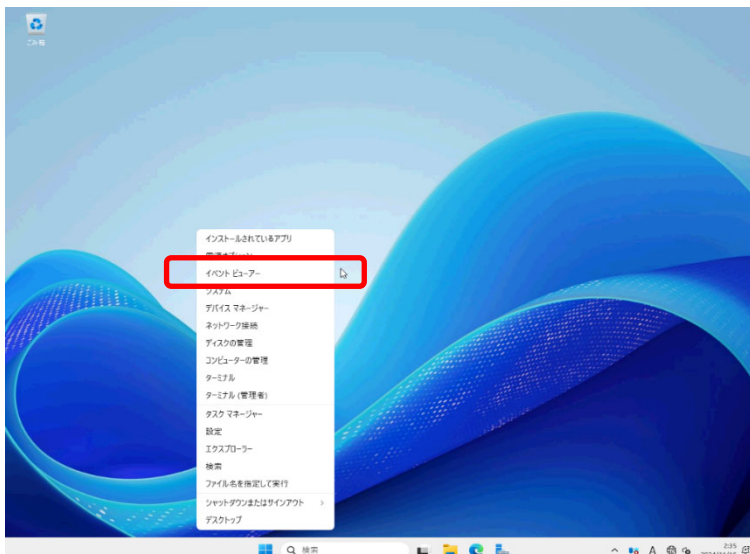 ごみ箱
インストールされているアプリ
イベント ビューアー
システム
デバイス マネージャー
ネットワーク接続
ディスクの管理
コンピューターの管理
ターミナル
ターミナル (管理者)
タスク マネージャー
設定
エクスプローラー
検索
ファイル名を指定して実行
シャットダウンまたはサインアウト
デスクトップ
検索
A
2:35